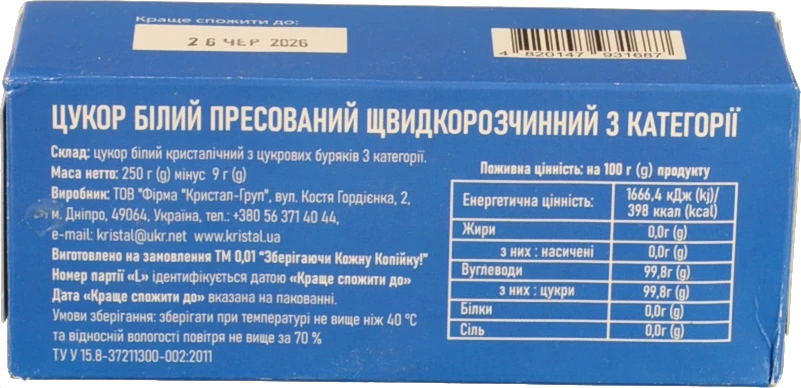 Краще спожити до:
26 ЧЕР 2026
4 820147 931687
ЦУКОР БІЛИЙ ПРЕСОВАНИЙ ЩВИДКОРОЗЧИННИЙ 3 КАТЕГОРІЇ
Склад: цукор білий кристалічний з цукрових буряків 3 категорії.
Маса нетто: 250 г (g) мінус 9 г (g)
Виробник: ТОВ "Фірма "Кристал-Груп", вул. Костя Гордієнка, 2,
м. Дніпро, 49064, Україна, тел.: +380 56 371 40 44,
e-mail: kristal@ukr.net www.kristal.ua
Виготовлено на замовлення ТМ 0,01 "Зберігаючи Кожну Копійку!"
Номер партії «L» ідентифікується датою «Краще спожити до»
Дата «Краще спожити до» вказана на пакованні.
Умови зберігання: зберігати при температурі не вище ніж 40 °C
та відносній вологості повітря не вище за 70 %
ТУ У 15.8-37211300-002:2011
Поживна цінність: на 100 г (g) продукту
Енергетична цінність: 1666,4 кДж (kj)/
398 ккал (kcal)
Жири 0,0г (g)
з них : насичені 0,0г (g)
Вуглеводи 99,8г (g)
з них : цукри 99,8г (g)
Білки 0,0г (g)
Сіль 0,0г (g)